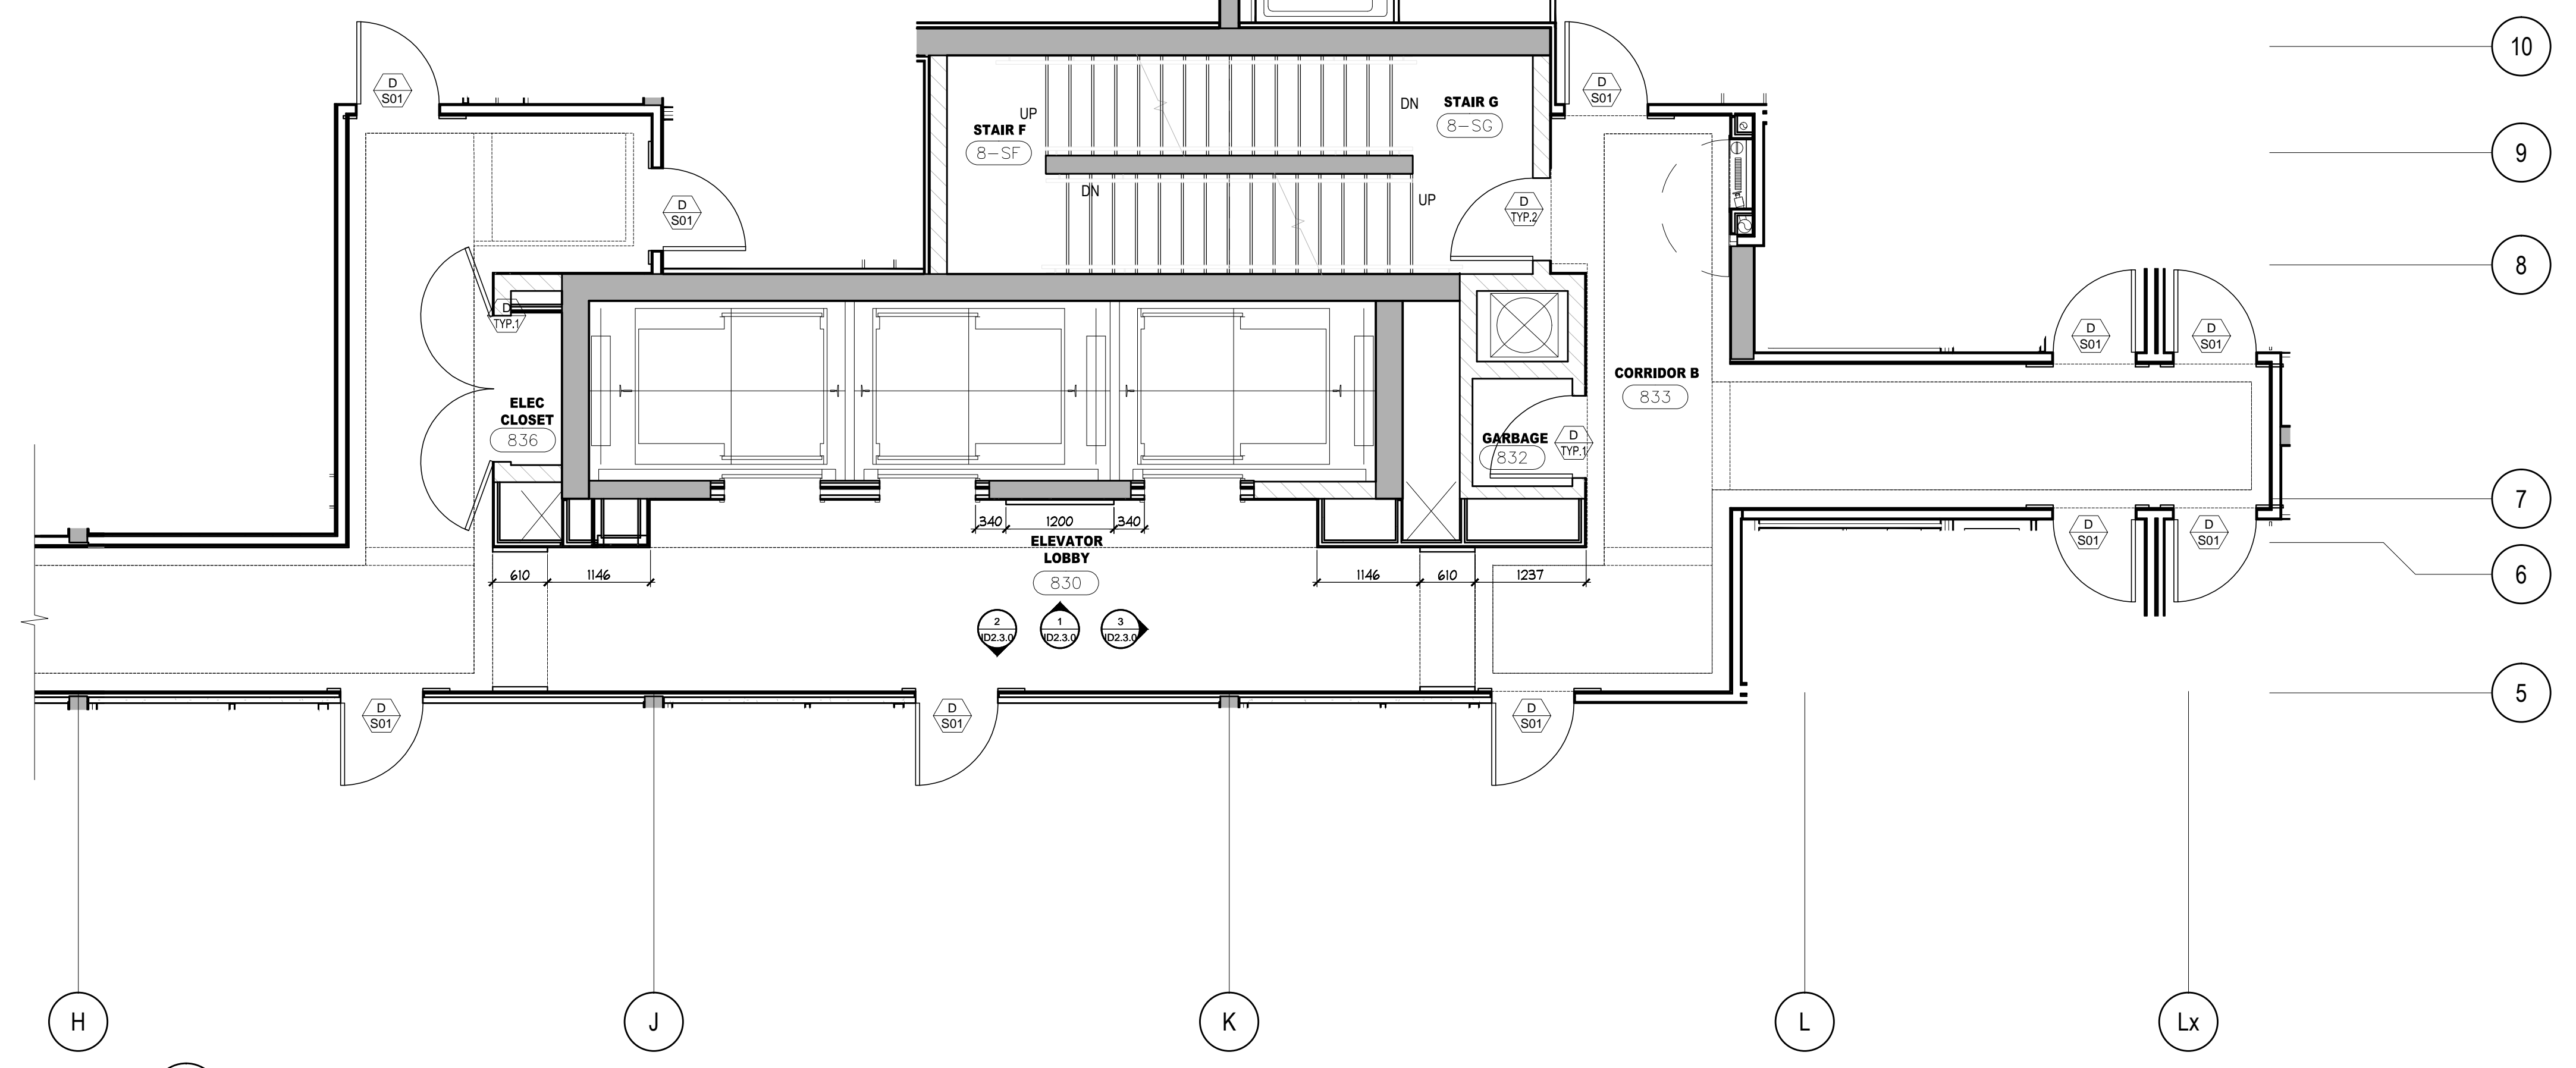 10
D
S01
D
S01
UP
STAIR F
8-SF
DN
STAIR G
8-SG
9
DN
UP
D
S01
D
TYP.2
8
D
TYP.1
D
S01
D
S01
CORRIDOR B
833
ELEC
CLOSET
836
GARBAGE
832
D
TYP.1
7
340
1200
340
D
S01
D
S01
ELEVATOR
LOBBY
830
610
1146
1146
610
1237
6
2
ID2.3.0
1
ID2.3.0
3
ID2.3.0
5
D
S01
D
S01
D
S01
H
J
K
L
Lx